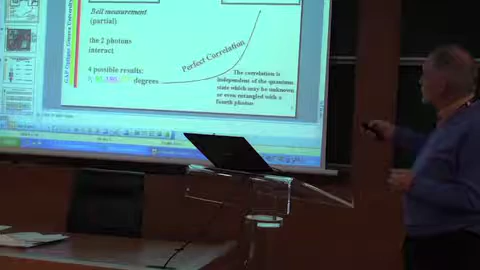 Bell measurement
(partial)
the 2 photons
interact
4 possible results:
degrees
Perfect Correlation
The correlation is
independent of the quantum
state which may be unknown
or even entangled with a
fourth photon